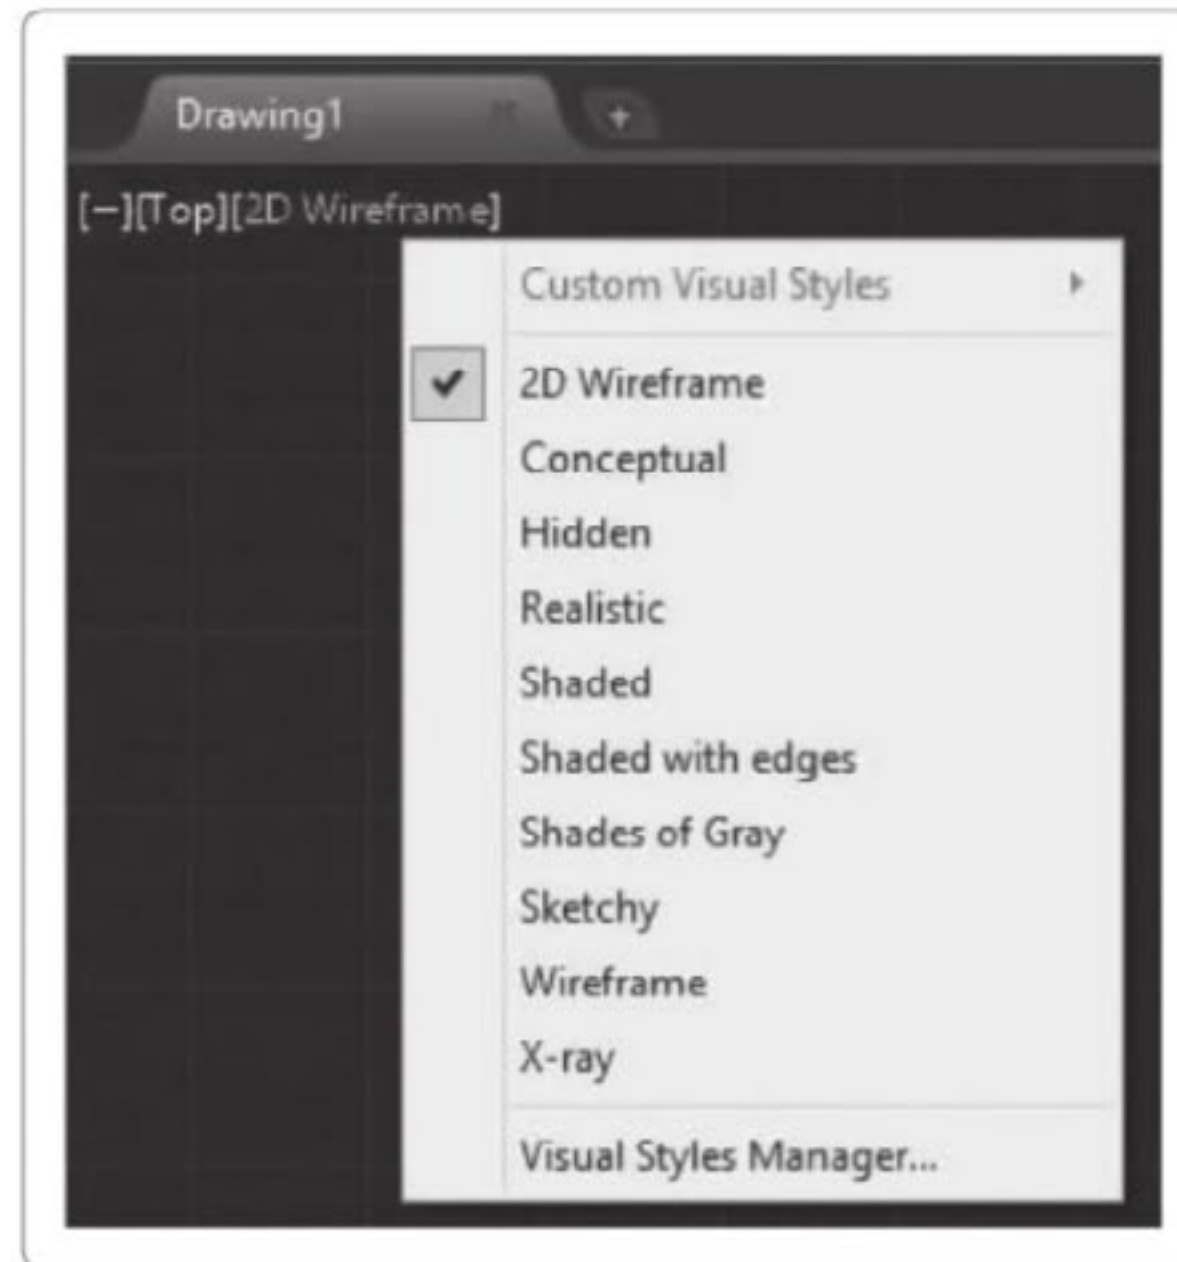 Drawing1
[−][Top][2D Wireframe]
Custom Visual Styles
2D Wireframe
Conceptual
Hidden
Realistic
Shaded
Shaded with edges
Shades of Gray
Sketchy
Wireframe
X-ray
Visual Styles Manager...